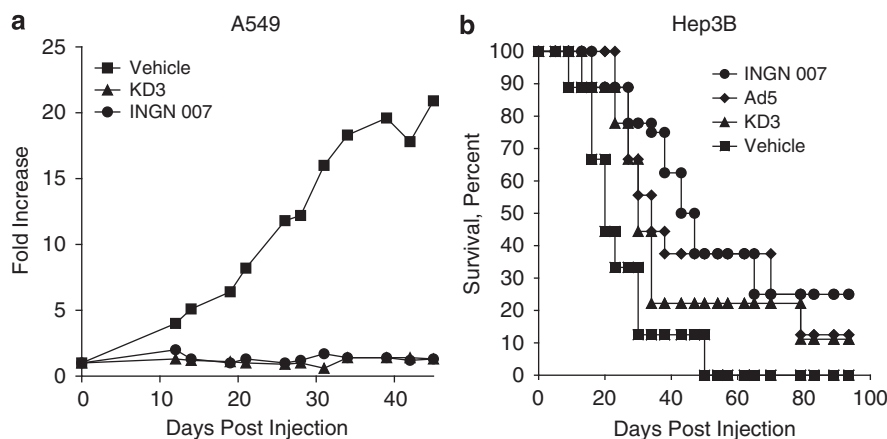 a
A549
25
20
15
10
5
0
Fold Increase
Vehicle
KD3
INGN 007
0 20 30 40
Days Post Injection
b
Hep3B
100
90
80
70
60
50
40
30
20
10
0
Survival, Percent
INGN 007
Ad5
KD3
Vehicle
0 20 40 60 80 100
Days Post Injection